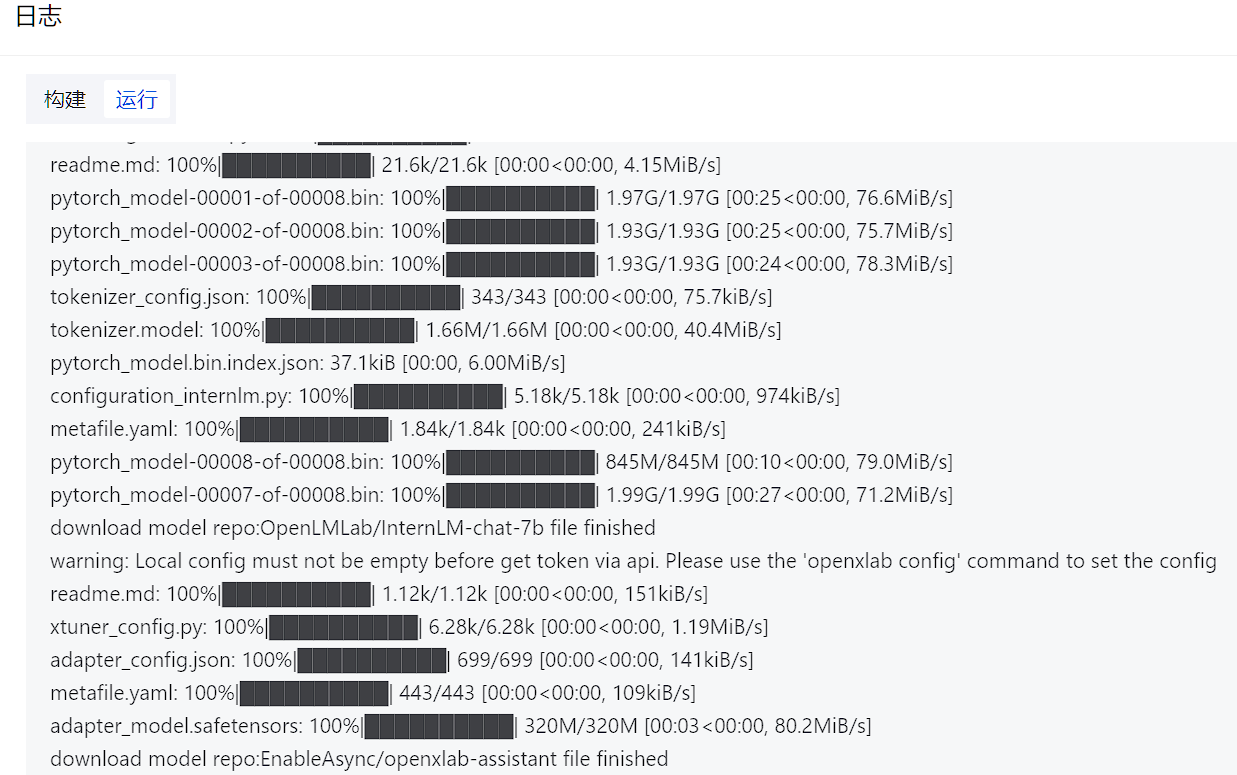 日志
构建 运行
readme.md: 100%|██████████| 21.6k/21.6k [00:00<00:00, 4.15MiB/s]
pytorch_model-00001-of-00008.bin: 100%|██████████| 1.97G/1.97G [00:25<00:00, 76.6MiB/s]
pytorch_model-00002-of-00008.bin: 100%|██████████| 1.93G/1.93G [00:25<00:00, 75.7MiB/s]
pytorch_model-00003-of-00008.bin: 100%|██████████| 1.93G/1.93G [00:24<00:00, 78.3MiB/s]
tokenizer_config.json: 100%|██████████| 343/343 [00:00<00:00, 75.7kiB/s]
tokenizer.model: 100%|██████████| 1.66M/1.66M [00:00<00:00, 40.4MiB/s]
pytorch_model.bin.index.json: 37.1kiB [00:00, 6.00MiB/s]
configuration_internlm.py: 100%|██████████| 5.18k/5.18k [00:00<00:00, 974kiB/s]
metafile.yaml: 100%|██████████| 1.84k/1.84k [00:00<00:00, 241kiB/s]
pytorch_model-00008-of-00008.bin: 100%|██████████| 845M/845M [00:10<00:00, 79.0MiB/s]
pytorch_model-00007-of-00008.bin: 100%|██████████| 1.99G/1.99G [00:27<00:00, 71.2MiB/s]
download model repo:OpenLMLab/InternLM-chat-7b file finished
warning: Local config must not be empty before get token via api. Please use the 'openxlab config' command to set the config
readme.md: 100%|██████████| 1.12k/1.12k [00:00<00:00, 151kiB/s]
xtuner_config.py: 100%|██████████| 6.28k/6.28k [00:00<00:00, 1.19MiB/s]
adapter_config.json: 100%|██████████| 699/699 [00:00<00:00, 141kiB/s]
metafile.yaml: 100%|██████████| 443/443 [00:00<00:00, 109kiB/s]
adapter_model.safetensors: 100%|██████████| 320M/320M [00:03<00:00, 80.2MiB/s]
download model repo:EnableAsync/openxlab-assistant file finished